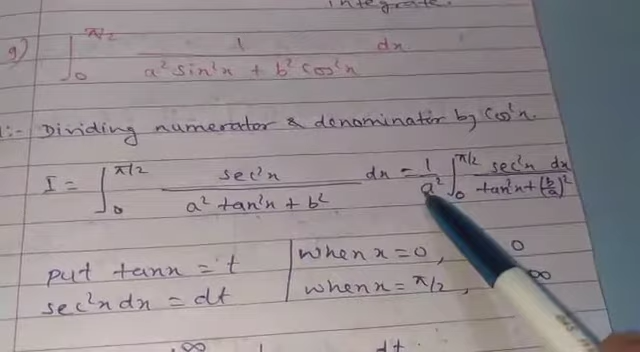 integrate.
9) ∫₀^π/2 1/(a² sin²x + b² cos²x) dx
:- Dividing numerator & denominator by cos²x.
I = ∫₀^π/2 sec²x/(a² tan²x + b²) dx = 1/a² ∫₀^π/2 sec²x dx/(tan²x + (b/a)²)
put tanx = t | when x = 0, 0
sec²x dx = dt | when x = π/2, ∞
∞ 1 dt